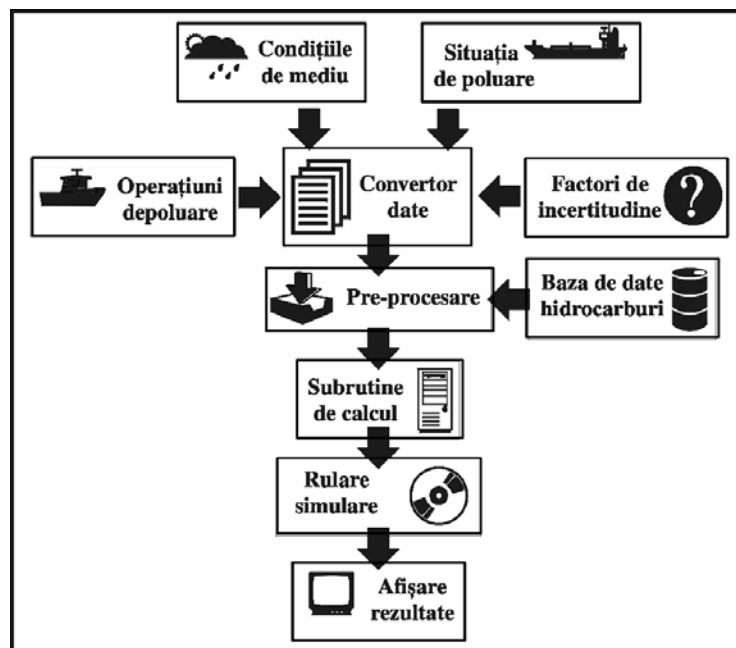 Condițiile
de mediu
Situația
de poluare
Operațiuni
depoluare
Convertor
date
Factori de
incertitudine
?
Pre-procesare
Baza de date
hidrocarburi
Subrutine
de calcul
Rulare
simulare
Afișare
rezultate